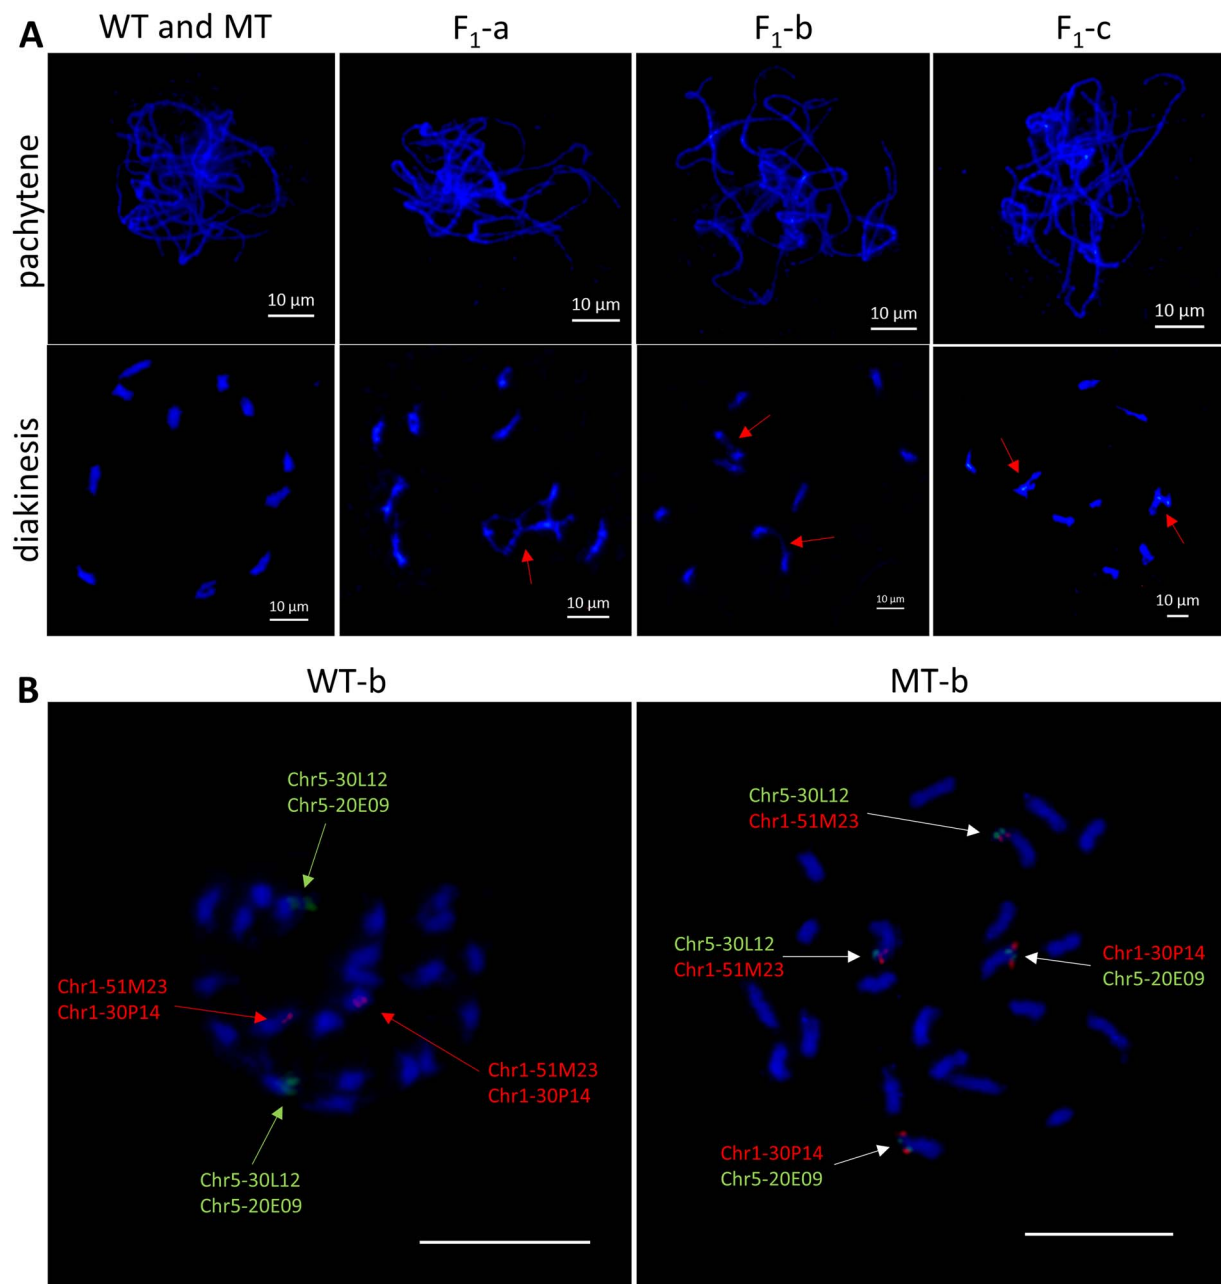 A
WT and MT
F₁-a
F₁-b
F₁-c
pachytene
10 µm
10 µm
10 µm
10 µm
diakinesis
10 µm
10 µm
10 µm
10 µm
B
WT-b
MT-b
Chr5-30L12
Chr5-20E09
Chr1-51M23
Chr1-30P14
Chr1-51M23
Chr1-30P14
Chr5-30L12
Chr5-20E09
Chr5-30L12
Chr1-51M23
Chr5-30L12
Chr1-51M23
Chr1-30P14
Chr5-20E09
Chr1-30P14
Chr5-20E09